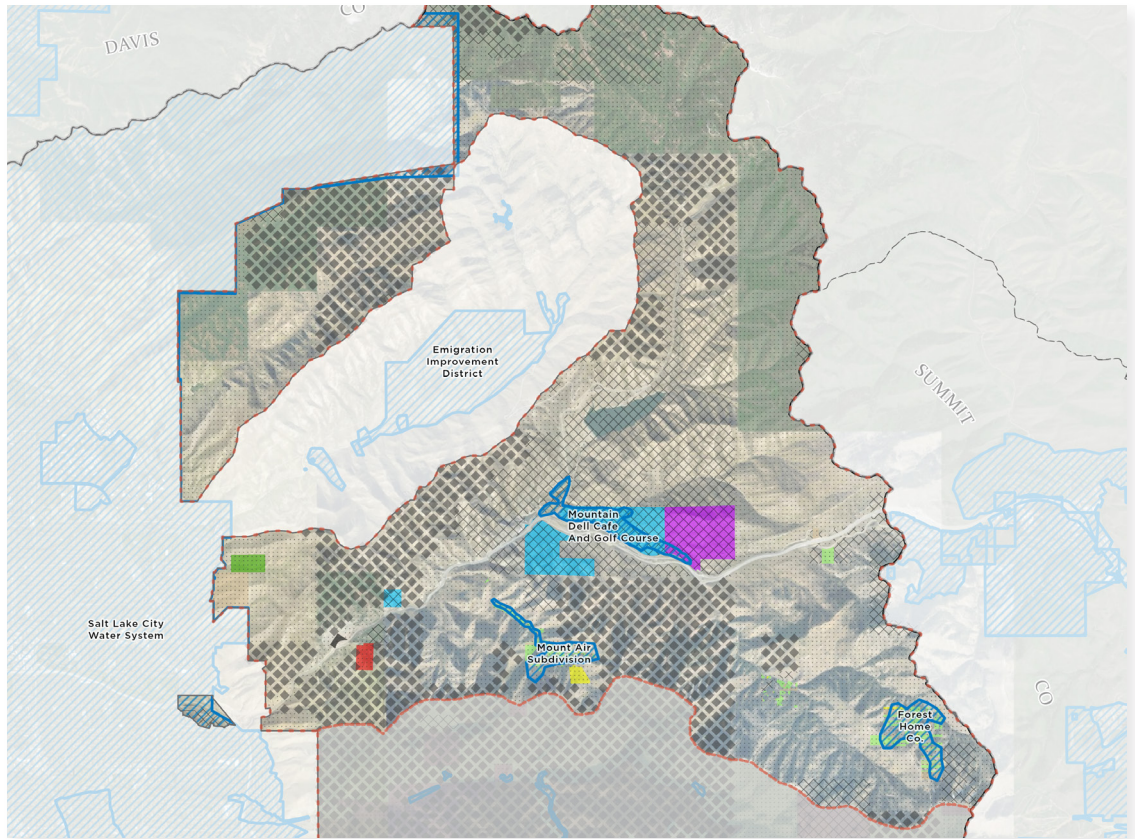 CO
DAVIS
Emigration
Improvement
District
SUMMIT
Mountain
Dell Cafe
And Golf Course
Salt Lake City
Water System
Mount Air
Subdivision
CO
Forest
Home
Co.